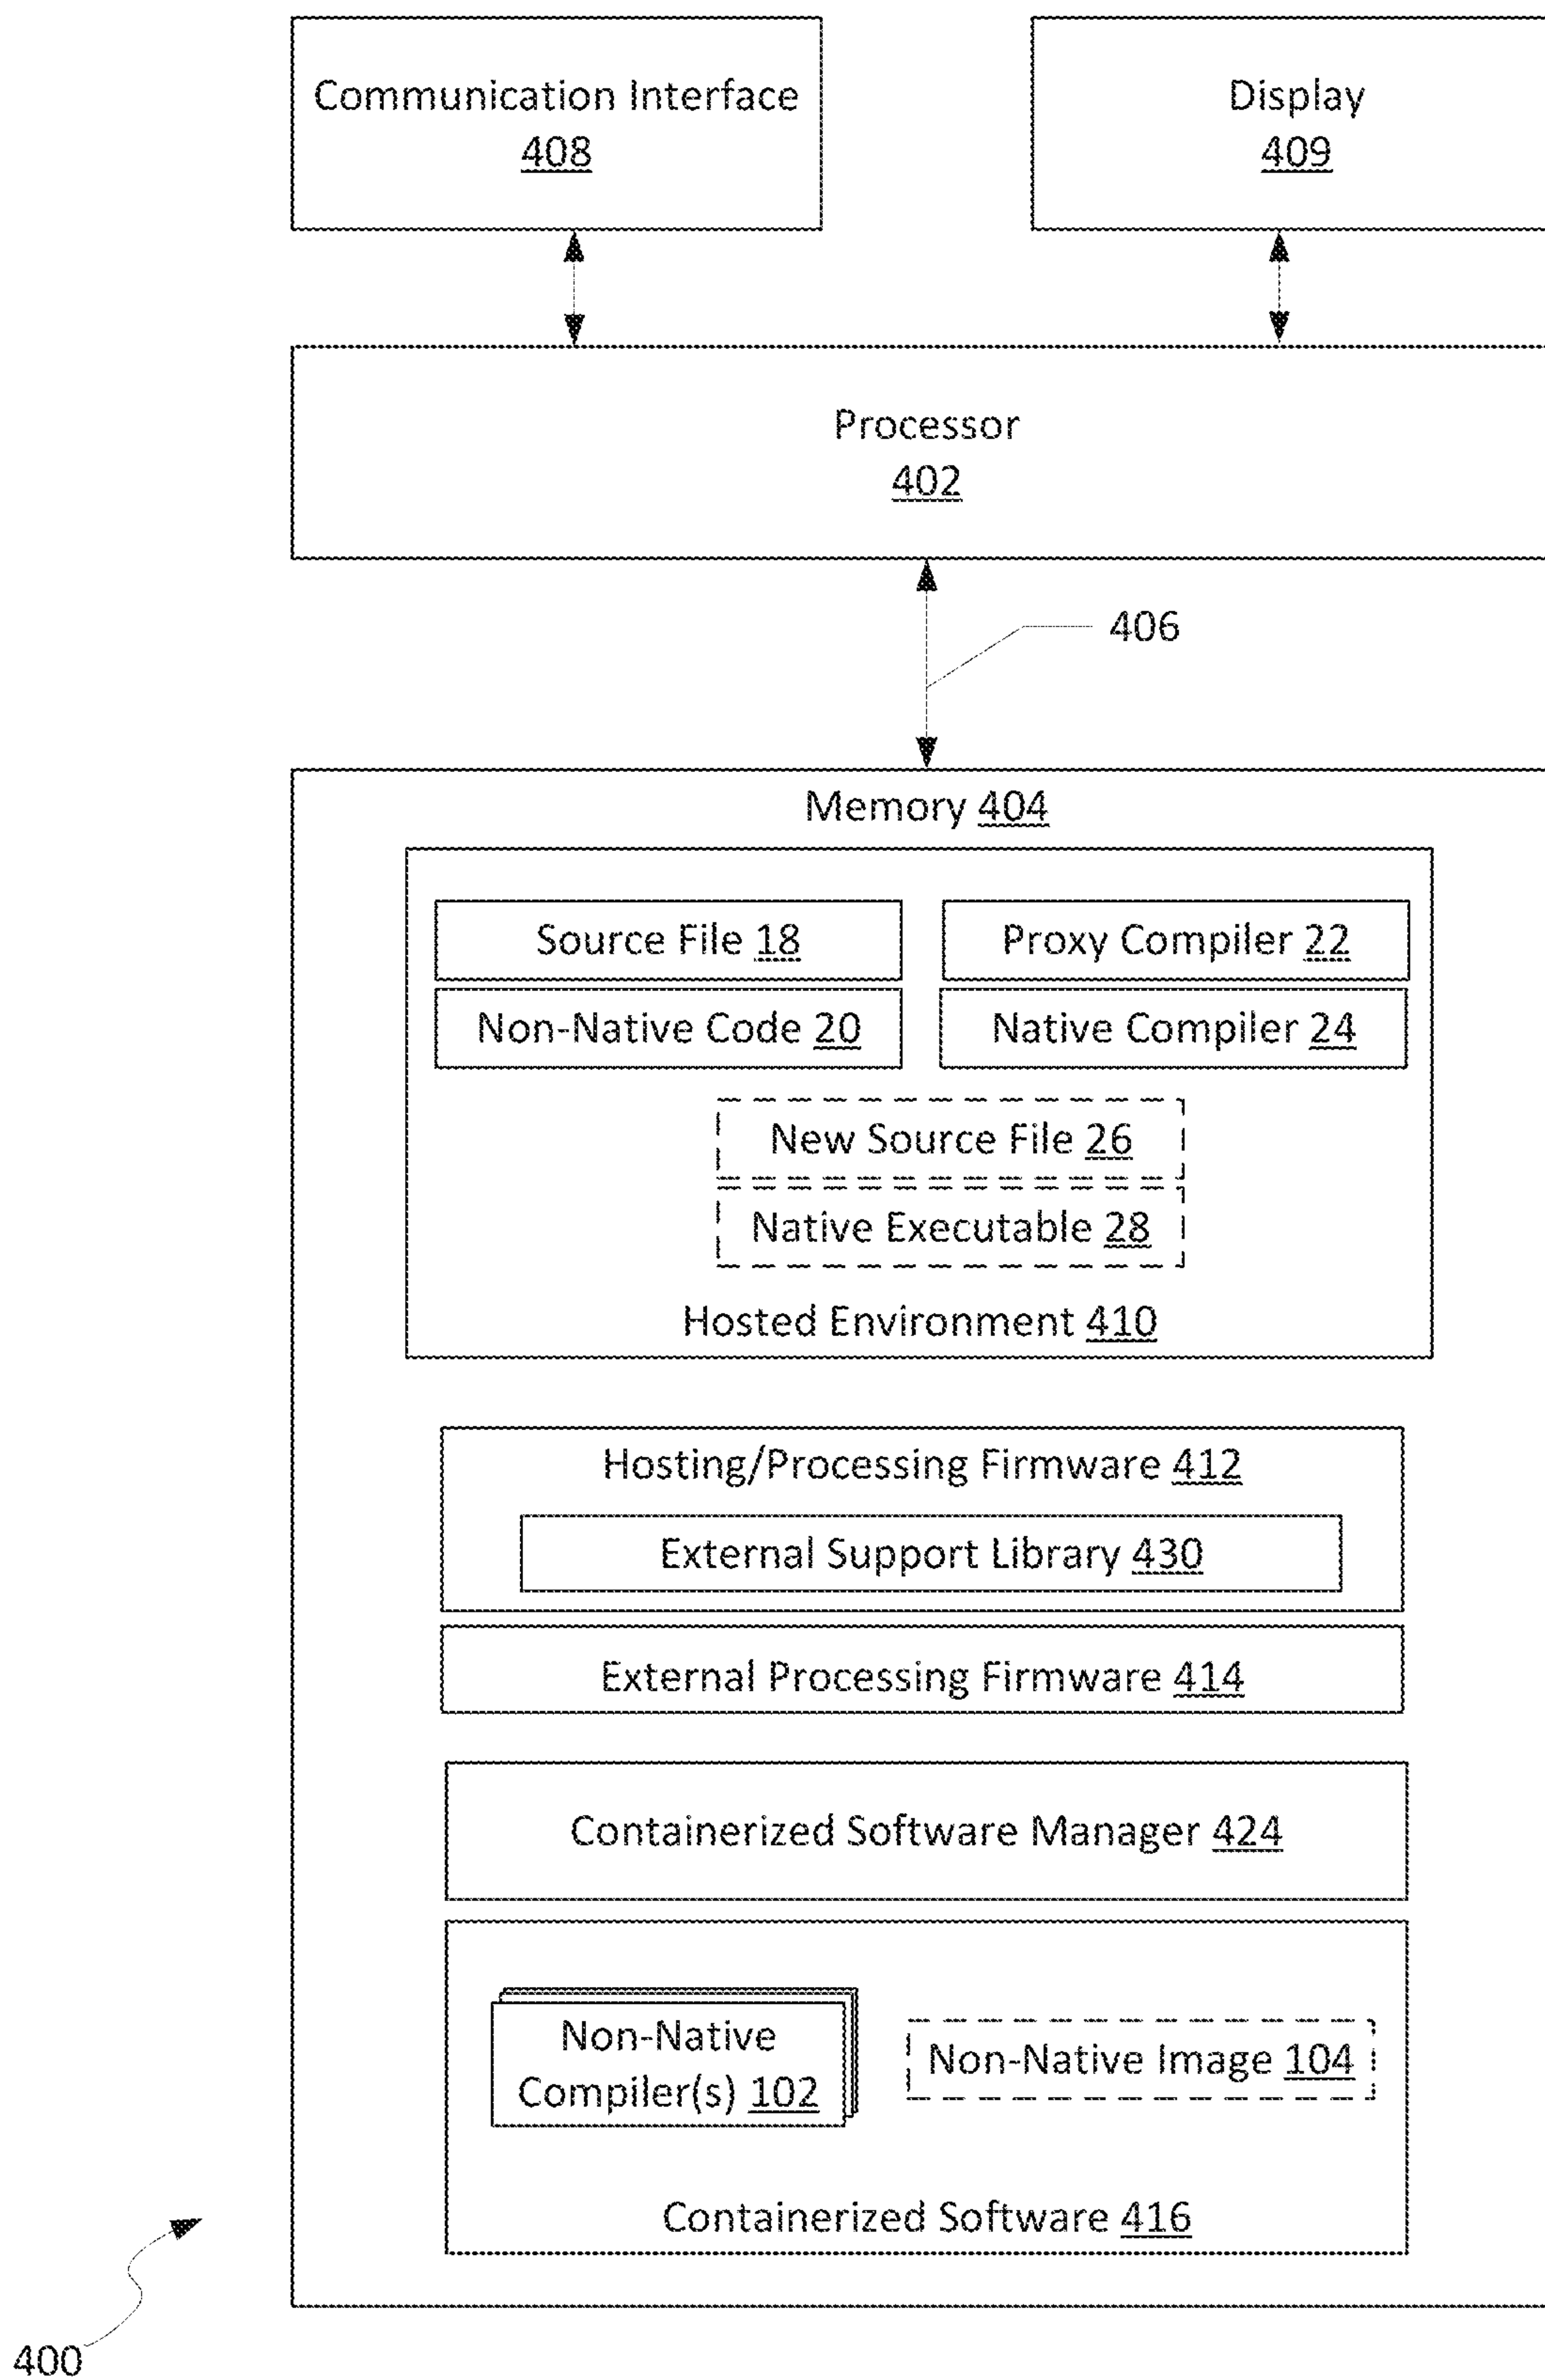 Communication Interface
408
Display
409
Processor
402
406
Memory 404
Source File 18
Proxy Compiler 22
Non-Native Code 20
Native Compiler 24
New Source File 26
Native Executable 28
Hosted Environment 410
Hosting/Processing Firmware 412
External Support Library 430
External Processing Firmware 414
Containerized Software Manager 424
Non-Native
Compiler(s) 102
Non-Native Image 104
Containerized Software 416
400